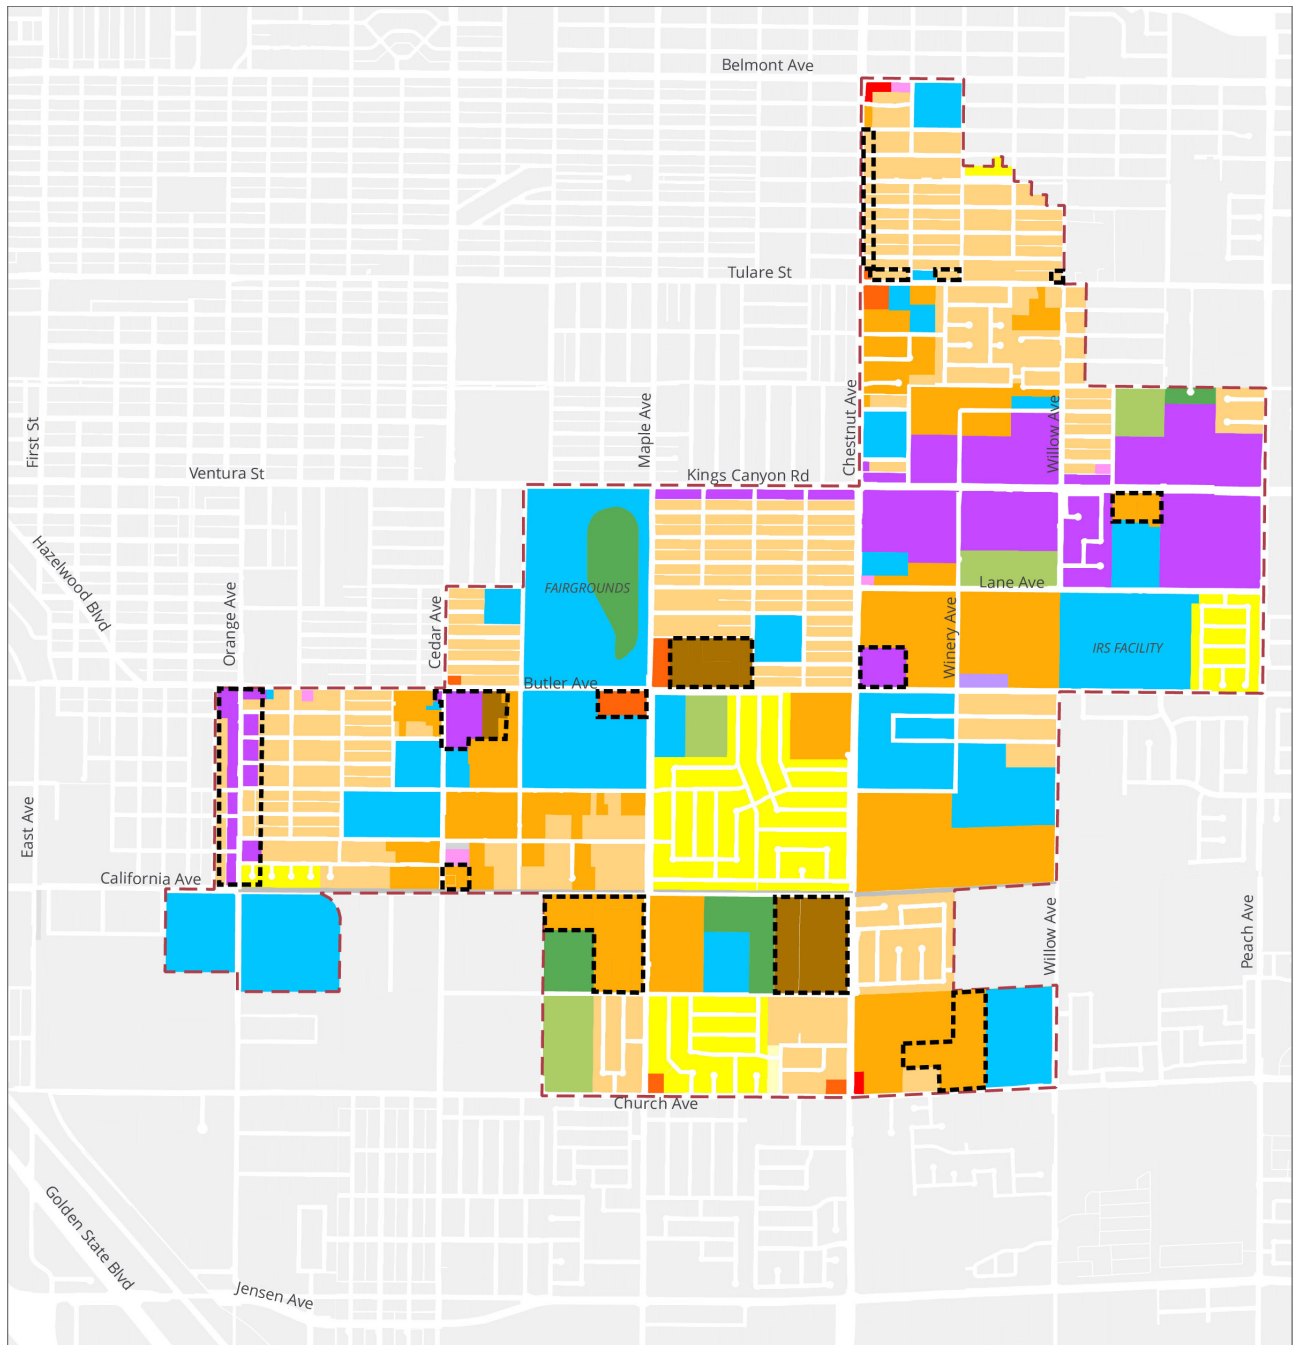 Belmont Ave
Tulare St
First St
Maple Ave
Chestnut Ave
Willow Ave
Ventura St
Kings Canyon Rd
Hazelwood Blvd
Orange Ave
Cedar Ave
FAIRGROUNDS
Lane Ave
Winery Ave
IRS FACILITY
Butler Ave
East Ave
California Ave
Willow Ave
Peach Ave
Church Ave
Golden State Blvd
Jensen Ave